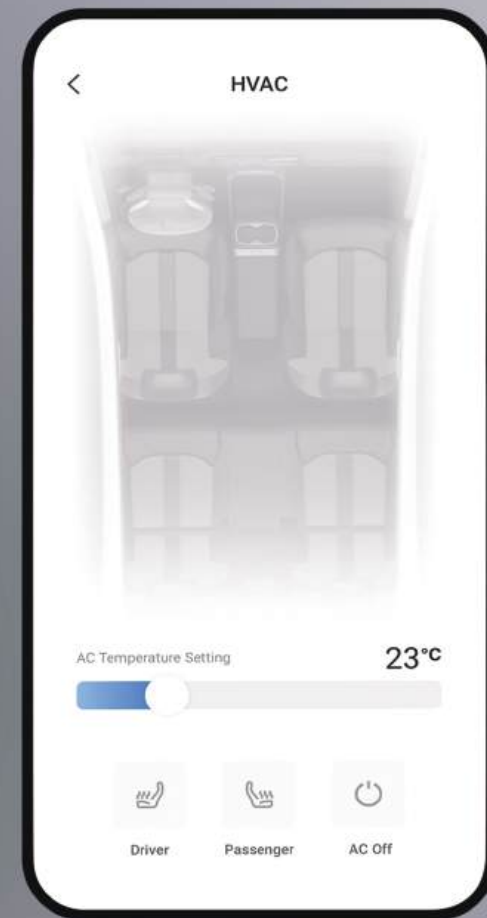 HVAC
AC Temperature Setting
23°C
Driver
Passenger
AC Off